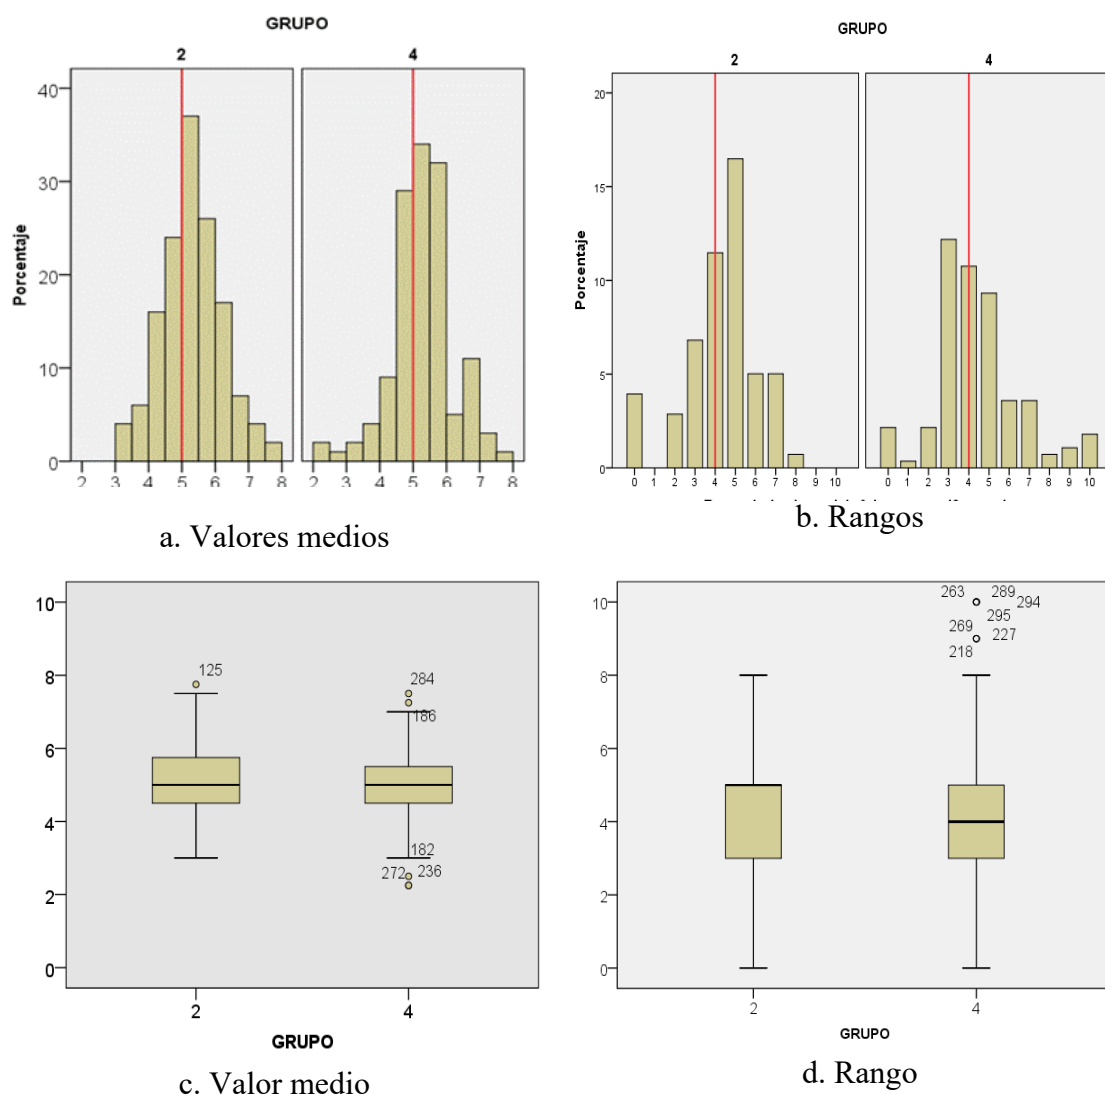 GRUPO
2 4
Porcentaje
40
30
20
10
0
2 3 4 5 6 7 8 2 3 4 5 6 7 8
a. Valores medios
GRUPO
2 4
Porcentaje
20
15
10
5
0
0 1 2 3 4 5 6 7 8 9 10 0 1 2 3 4 5 6 7 8 9 10
b. Rangos
10
8
6
4
2
0
125
284
186
182
272 236
2 4
GRUPO
c. Valor medio
10
8
6
4
2
0
263 289 294
295
269 227
218
2 4
GRUPO
d. Rango